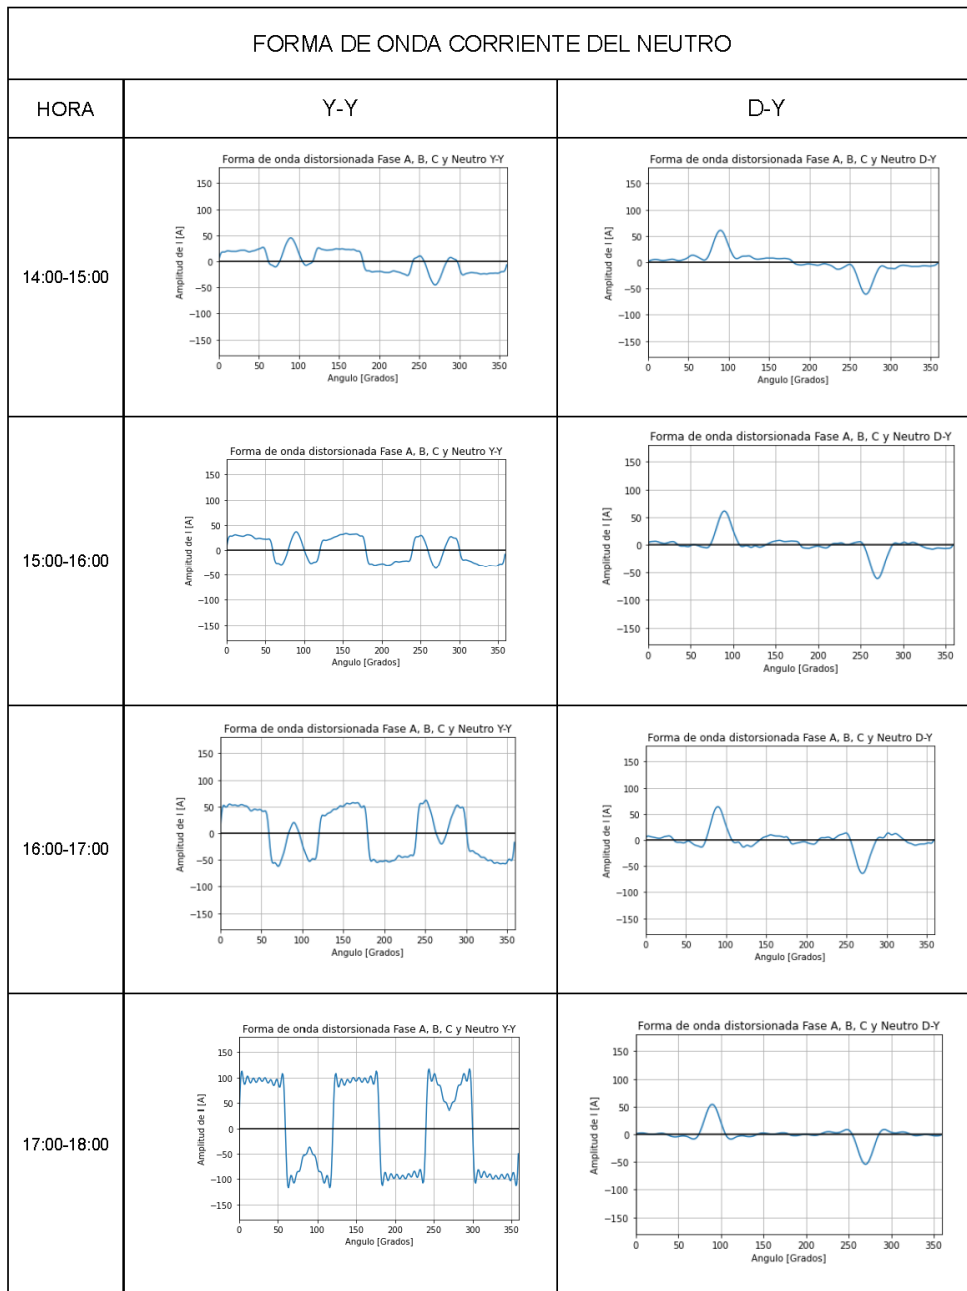 FORMA DE ONDA CORRIENTE DEL NEUTRO
HORA Y-Y D-Y
14:00-15:00
Forma de onda distorsionada Fase A, B, C y Neutro Y-Y
Amplitud de I [A]
150
100
50
0
−50
−100
−150
0 50 100 150 200 250 300 350
Angulo [Grados]
Forma de onda distorsionada Fase A, B, C y Neutro D-Y
Amplitud de I [A]
150
100
50
0
−50
−100
−150
0 50 100 150 200 250 300 350
Angulo [Grados]
15:00-16:00
Forma de onda distorsionada Fase A, B, C y Neutro Y-Y
Amplitud de I [A]
150
100
50
0
−50
−100
−150
0 50 100 150 200 250 300 350
Angulo [Grados]
Forma de onda distorsionada Fase A, B, C y Neutro D-Y
Amplitud de I [A]
150
100
50
0
−50
−100
−150
0 50 100 150 200 250 300 350
Angulo [Grados]
16:00-17:00
Forma de onda distorsionada Fase A, B, C y Neutro Y-Y
Amplitud de I [A]
150
100
50
0
−50
−100
−150
0 50 100 150 200 250 300 350
Angulo [Grados]
Forma de onda distorsionada Fase A, B, C y Neutro D-Y
Amplitud de I [A]
150
100
50
0
−50
−100
−150
0 50 100 150 200 250 300 350
Angulo [Grados]
17:00-18:00
Forma de onda distorsionada Fase A, B, C y Neutro Y-Y
Amplitud de I [A]
150
100
50
0
−50
−100
−150
0 50 100 150 200 250 300 350
Angulo [Grados]
Forma de onda distorsionada Fase A, B, C y Neutro D-Y
Amplitud de I [A]
150
100
50
0
−50
−100
−150
0 50 100 150 200 250 300 350
Angulo [Grados]